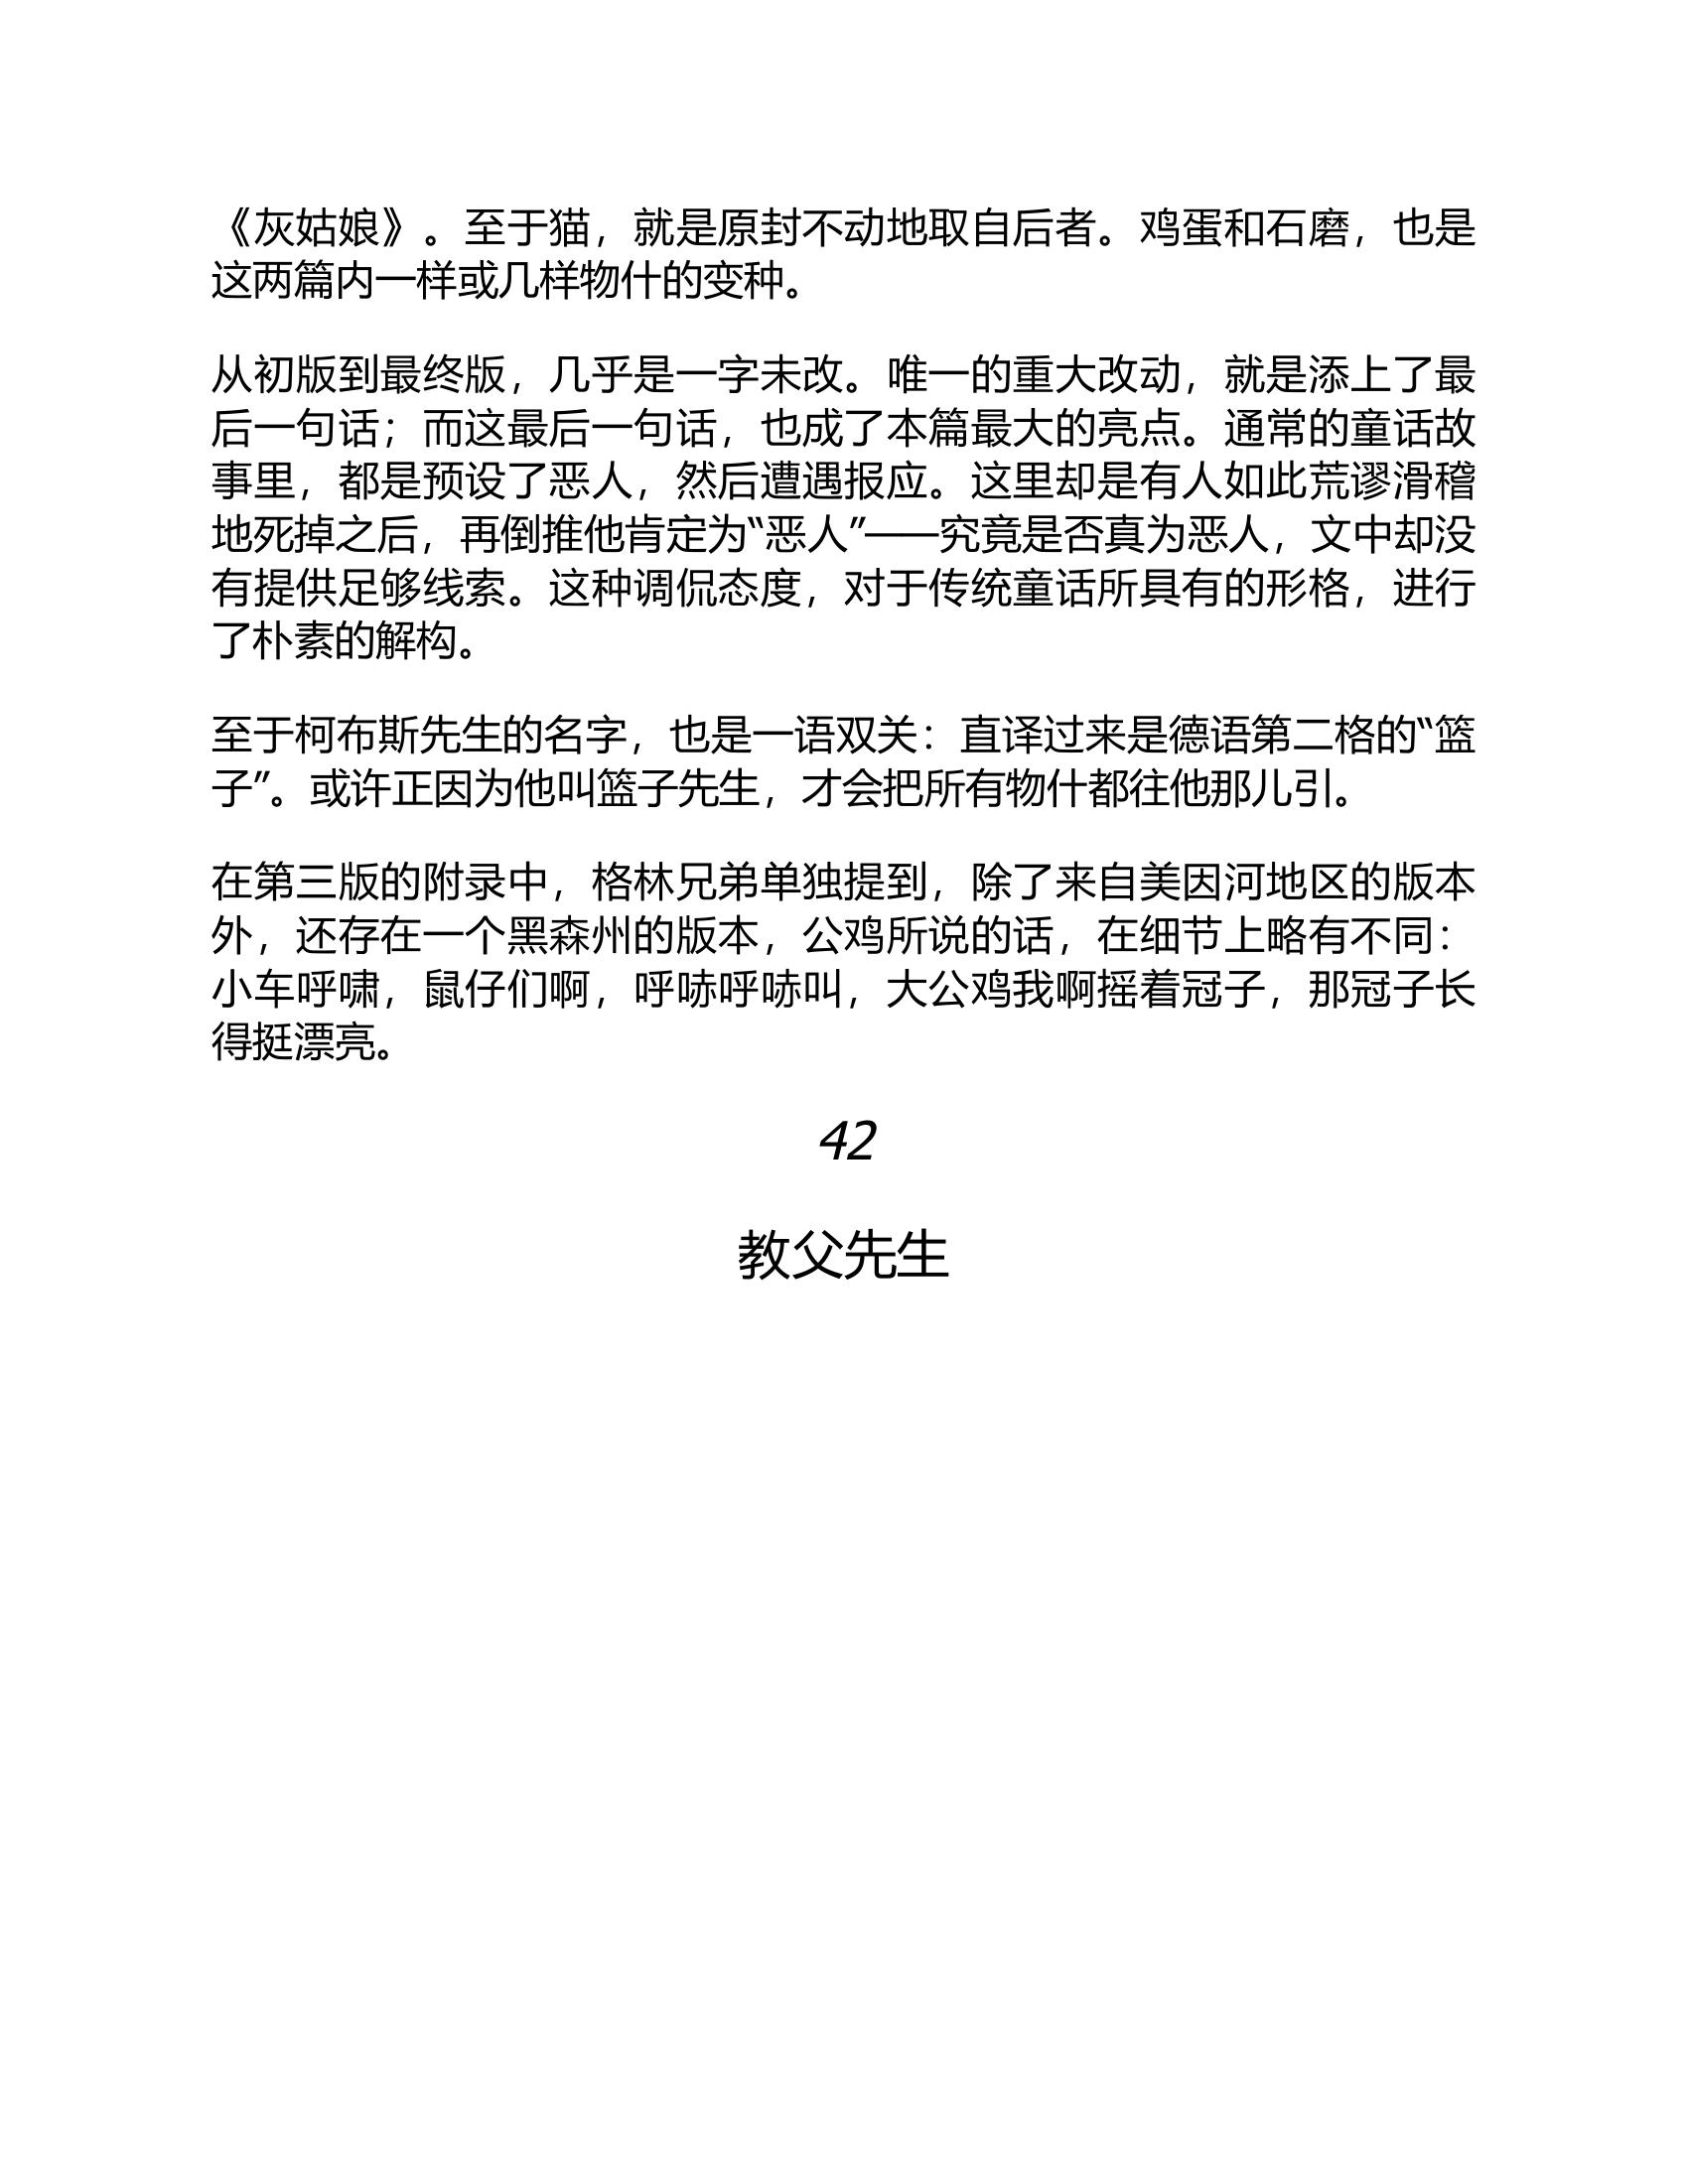 《灰姑娘》。至于猫，就是原封不动地取自后者。鸡蛋和石磨，也是
这两篇内一样或几样物什的变种。
从初版到最终版，几乎是一字未改。唯一的重大改动，就是添上了最
后一句话；而这最后一句话，也成了本篇最大的亮点。通常的童话故
事里，都是预设了恶人，然后遭遇报应。这里却是有人如此荒谬滑稽
地死掉之后，再倒推他肯定为“恶人”——究竟是否真为恶人，文中却没
有提供足够线索。这种调侃态度，对于传统童话所具有的形格，进行
了朴素的解构。
至于柯布斯先生的名字，也是一语双关：直译过来是德语第二格的“篮
子”。或许正因为他叫篮子先生，才会把所有物什都往他那儿引。
在第三版的附录中，格林兄弟单独提到，除了来自美因河地区的版本
外，还存在一个黑森州的版本，公鸡所说的话，在细节上略有不同：
小车呼啸，鼠仔们啊，呼哧呼哧叫，大公鸡我啊摇着冠子，那冠子长
得挺漂亮。
42
教父先生